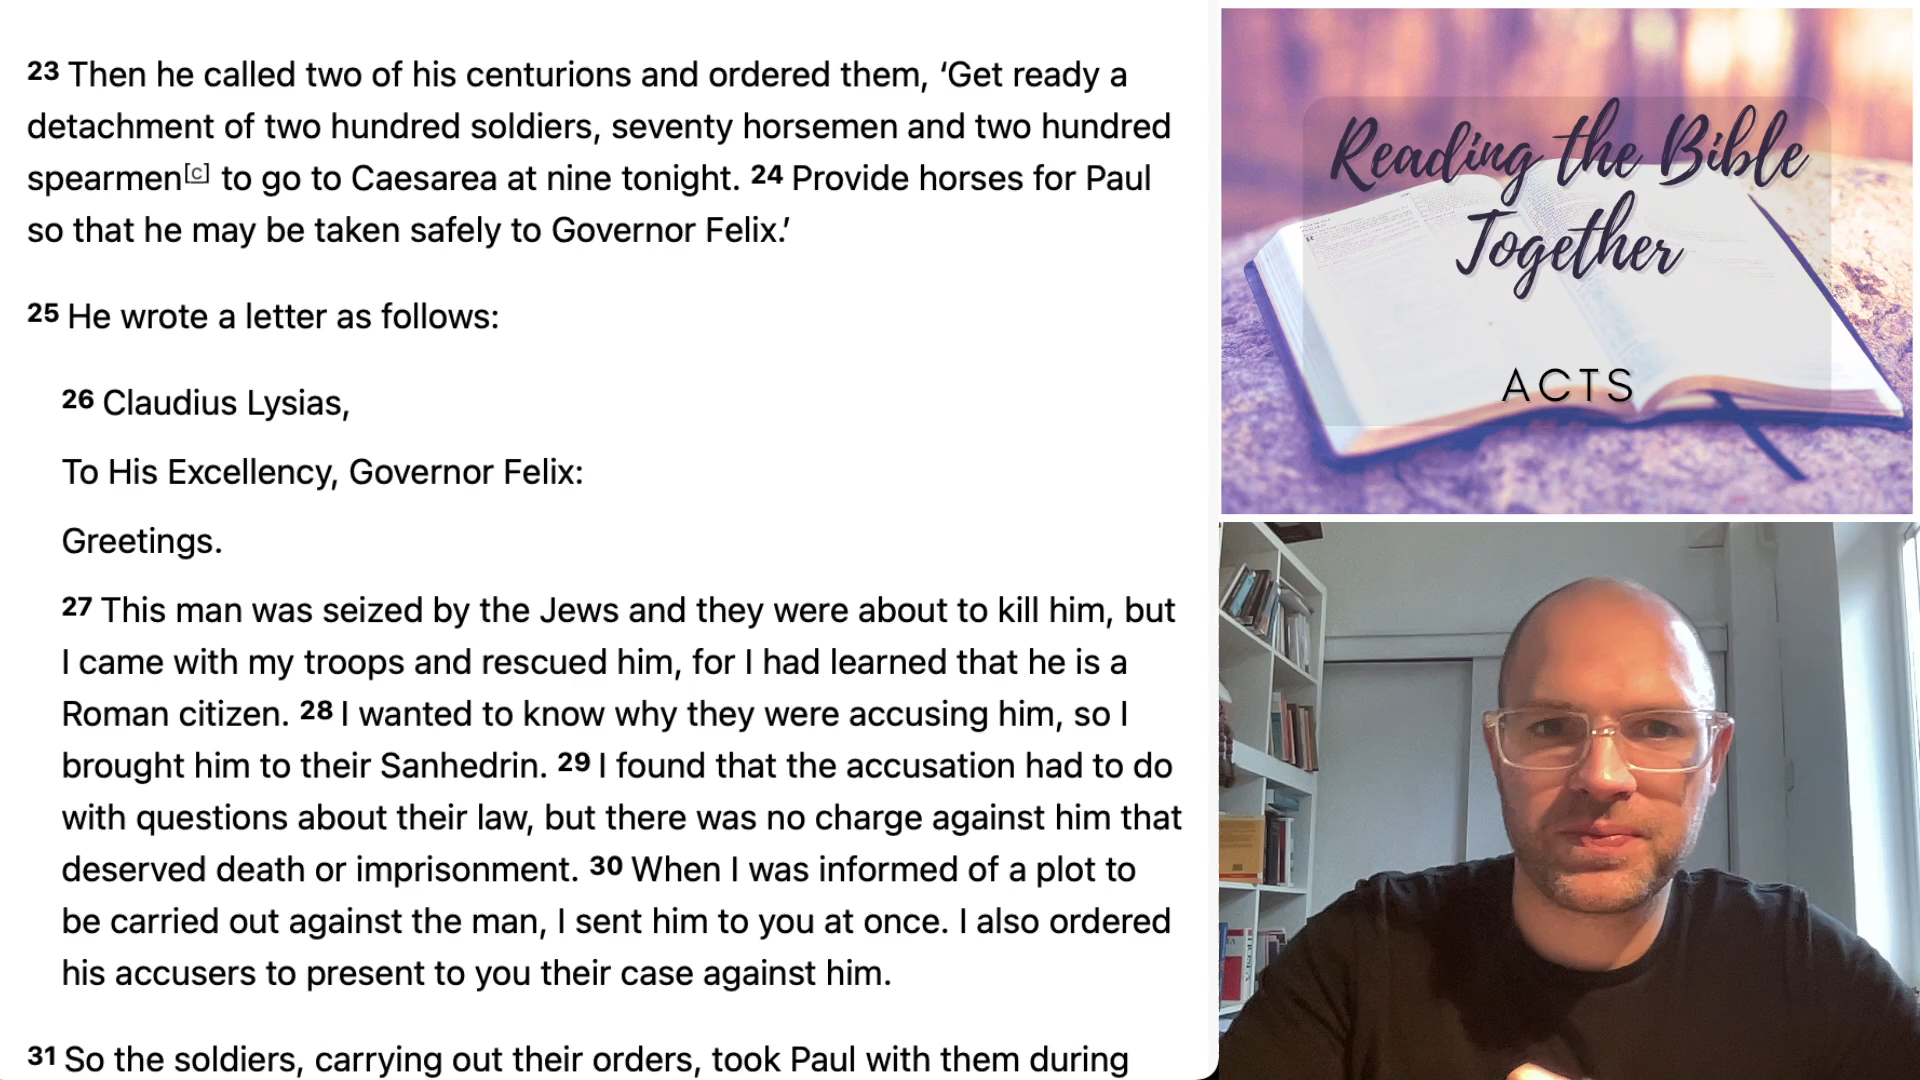 23 Then he called two of his centurions and ordered them, ‘Get ready a
detachment of two hundred soldiers, seventy horsemen and two hundred
spearmen[c] to go to Caesarea at nine tonight. 24 Provide horses for Paul
so that he may be taken safely to Governor Felix.’
25 He wrote a letter as follows:
26 Claudius Lysias,
To His Excellency, Governor Felix:
Greetings.
27 This man was seized by the Jews and they were about to kill him, but
I came with my troops and rescued him, for I had learned that he is a
Roman citizen. 28 I wanted to know why they were accusing him, so I
brought him to their Sanhedrin. 29 I found that the accusation had to do
with questions about their law, but there was no charge against him that
deserved death or imprisonment. 30 When I was informed of a plot to
be carried out against the man, I sent him to you at once. I also ordered
his accusers to present to you their case against him.
31 So the soldiers, carrying out their orders, took Paul with them during
Reading the Bible
Together
ACTS